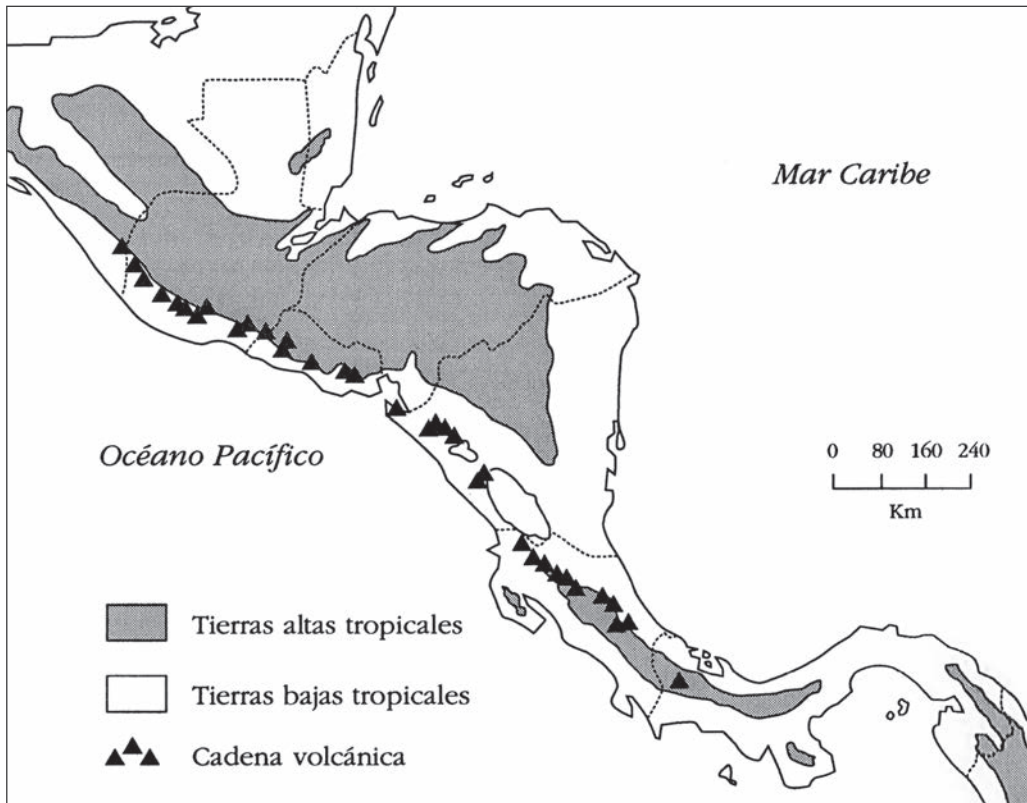 Mar Caribe
Océano Pacífico
0 80 160 240
Km
Tierras altas tropicales
Tierras bajas tropicales
Cadena volcánica